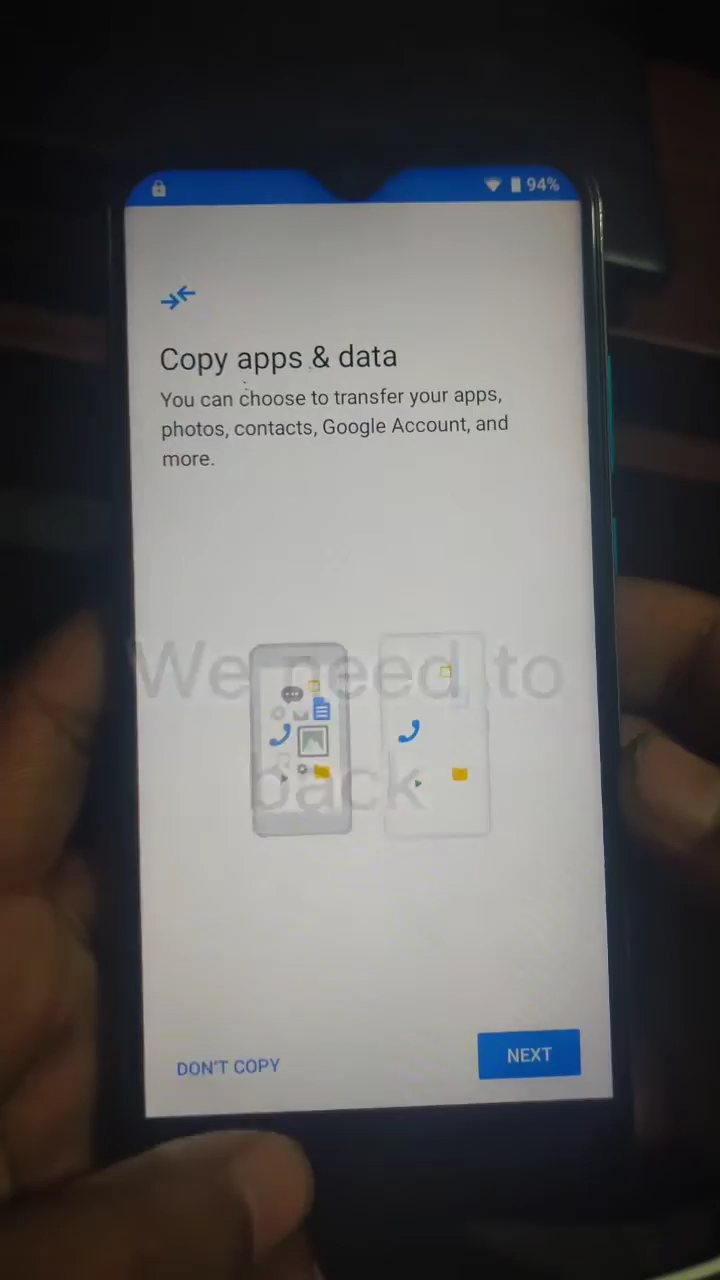 94%
Copy apps & data
You can choose to transfer your apps,
photos, contacts, Google Account, and
more.
We need to
back
DON'T COPY
NEXT